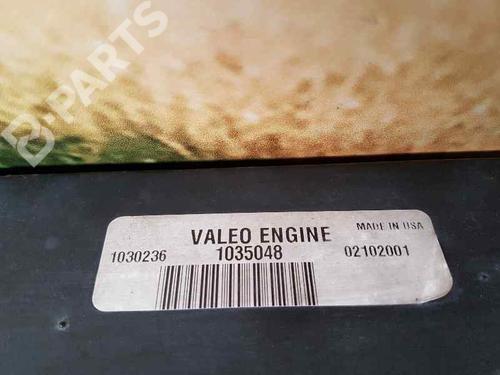 B-PARTS
VALEO ENGINE
MADE IN USA
1030236
1035048
02102001